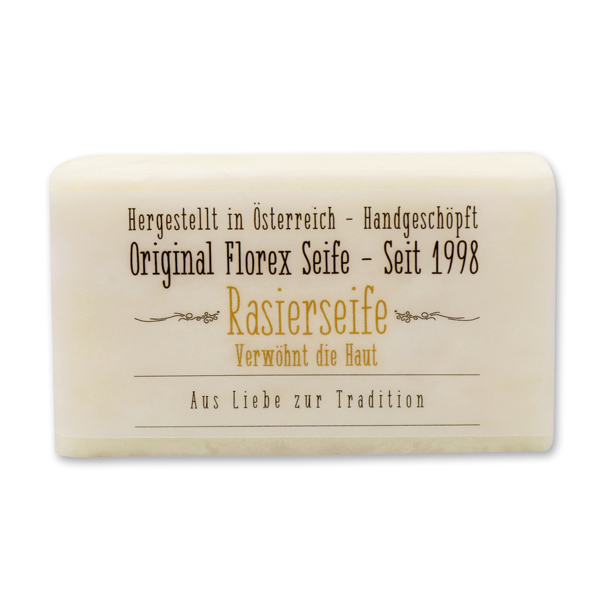 Hergestellt in Österreich - Handgeschöpft
Original Florex Seife - Seit 1998
Rasierseife
Verwöhnt die Haut
Aus Liebe zur Tradition